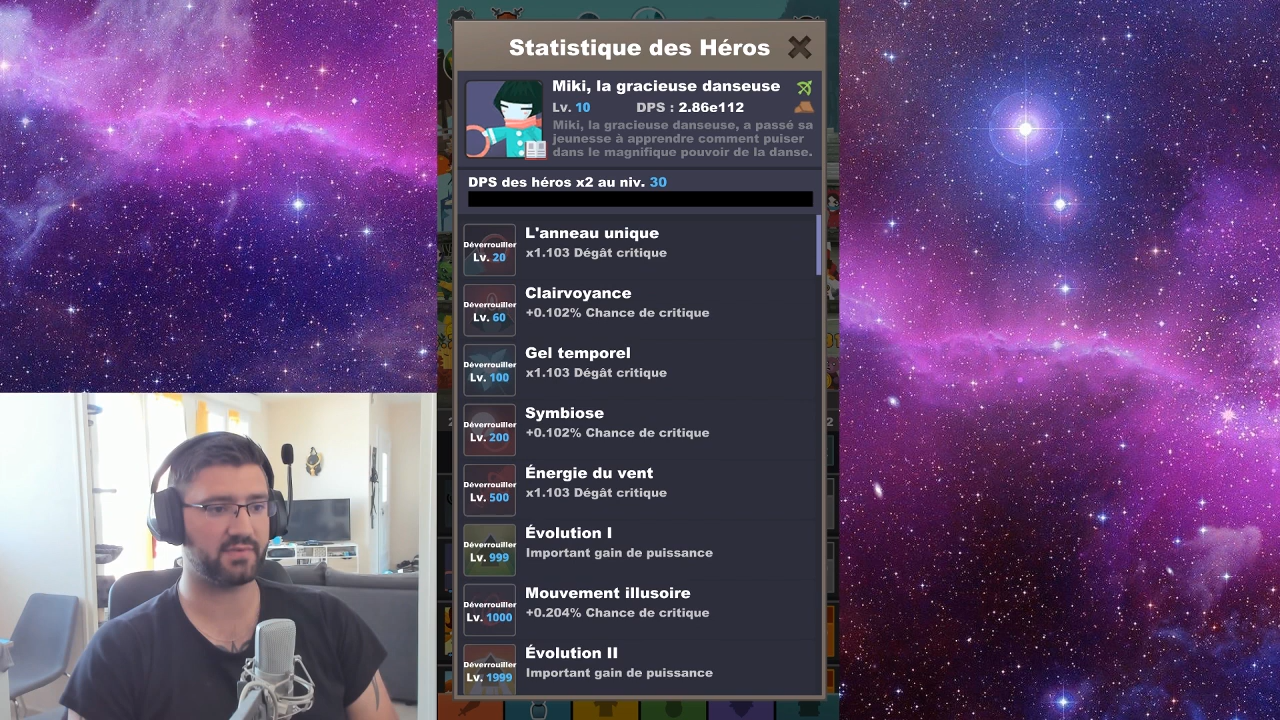 Statistique des Héros
Miki, la gracieuse danseuse
Lv. 10 DPS : 2.86e112
Miki, la gracieuse danseuse, a passé sa
jeunesse à apprendre comment puiser
dans le magnifique pouvoir de la danse.
DPS des héros x2 au niv. 30
L'anneau unique
Déverrouiller
Lv. 20
x1.103 Dégât critique
Clairvoyance
Déverrouiller
Lv. 60
+0.102% Chance de critique
Gel temporel
Déverrouiller
Lv. 100
x1.103 Dégât critique
Symbiose
Déverrouiller
Lv. 200
+0.102% Chance de critique
Énergie du vent
Déverrouiller
Lv. 500
x1.103 Dégât critique
Évolution I
Déverrouiller
Lv. 999
Important gain de puissance
Mouvement illusoire
Déverrouiller
Lv. 1000
+0.204% Chance de critique
Évolution II
Déverrouiller
Lv. 1999
Important gain de puissance